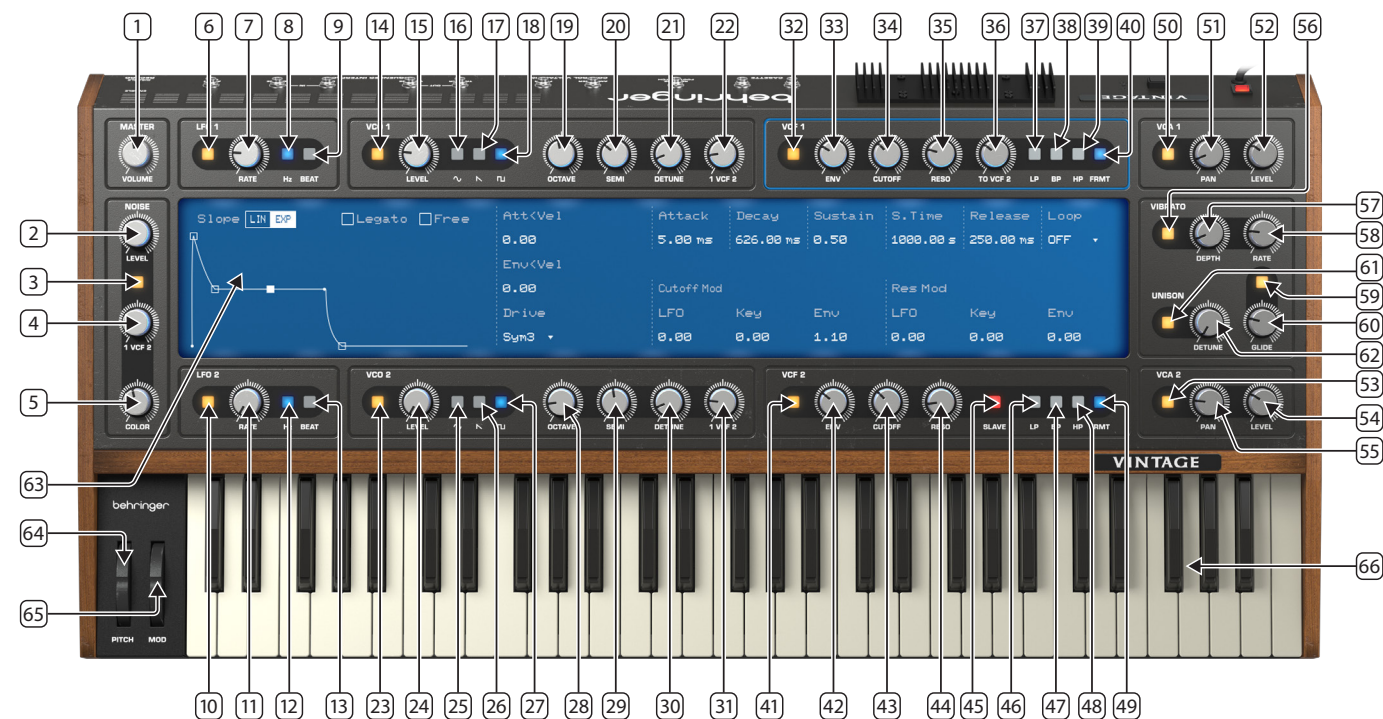 1 6 7 8 9 14 15 16 17 18 19 20 21 22 32 33 34 35 36 37 38 39 40 50 51 52 56
behringer
VINTAGE
MASTER
VOLUME
LFO 1
RATE Hz BEAT
VCO 1
LEVEL OCTAVE SEMI DETUNE 1 VCF 2
VCF 1
ENV CUTOFF RESO TO VCF 2 LP BP HP FRMT
VCA 1
PAN LEVEL
2 3 4 5
NOISE
LEVEL
1 VCF 2
COLOR
Slope LIN EXP Legato Free
Att<Vel
0.00
Env<Vel
0.00
Drive
Sym3
Attack Decay Sustain S.Time Release Loop
5.00 ms 626.00 ms 0.50 1000.00 s 250.00 ms OFF
Cutoff Mod Res Mod
LFO Key Env LFO Key Env
0.00 0.00 1.10 0.00 0.00 0.00
VIBRATO
DEPTH RATE
UNISON
DETUNE GLIDE
57 58 61 59 60 62 53 54 55
LFO 2
RATE BEAT
VCO 2
LEVEL OCTAVE SEMI DETUNE 1 VCF 2
VCF 2
ENV CUTOFF RESO SLAVE LP BP HP FRMT
VCA 2
PAN LEVEL
VINTAGE
63 64 65 66
behringer
PITCH MOD
10 11 12 13 23 24 25 26 27 28 29 30 31 41 42 43 44 45 46 47 48 49